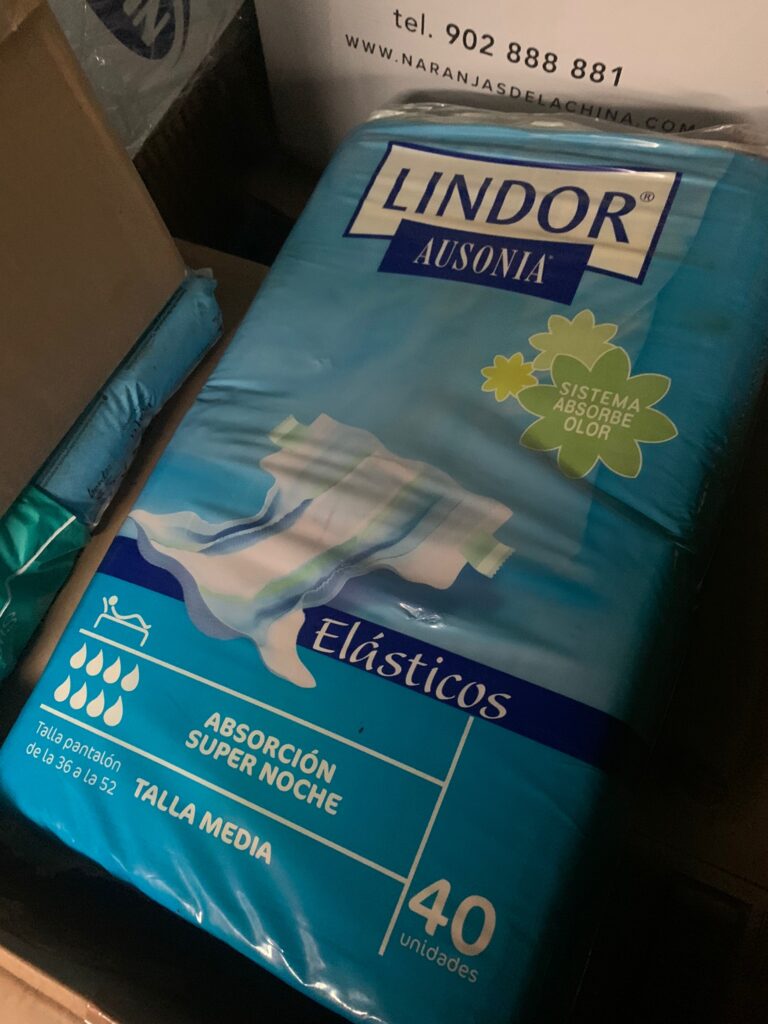 tel. 902 888 881
WWW.NARANJASDELACHINA.COM
LINDOR®
AUSONIA
SISTEMA
ABSORBE
OLOR
Elásticos
ABSORCIÓN
SUPER NOCHE
Talla pantalón
de la 36 a la 52
TALLA MEDIA
40
unidades